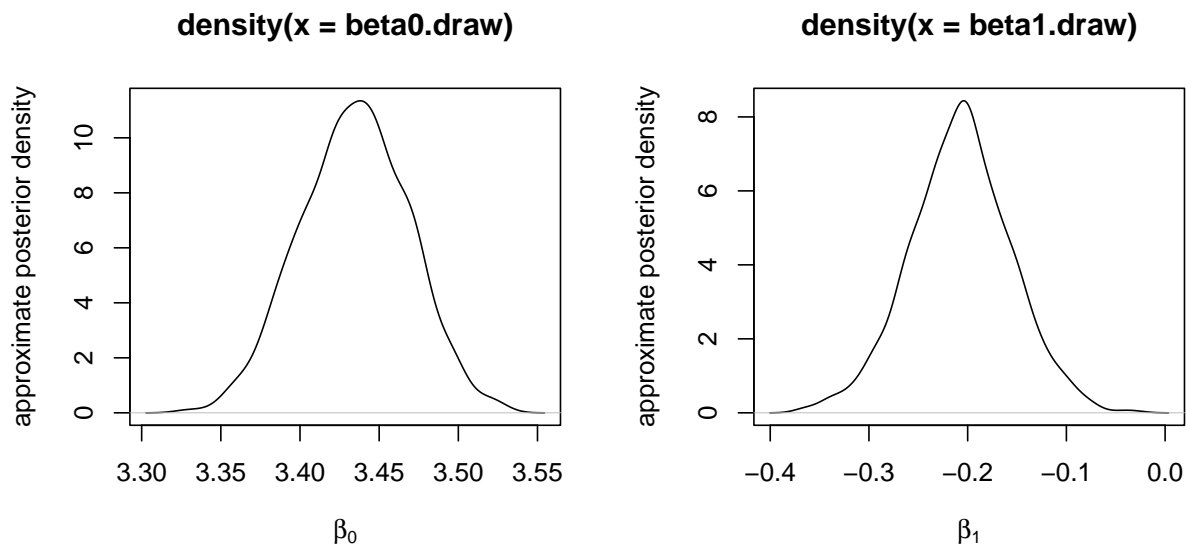 density(x = beta0.draw)
approximate posterior density
0 2 4 6 8 10
3.30 3.35 3.40 3.45 3.50 3.55
β0
density(x = beta1.draw)
approximate posterior density
0 2 4 6 8
−0.4 −0.3 −0.2 −0.1 0.0
β1